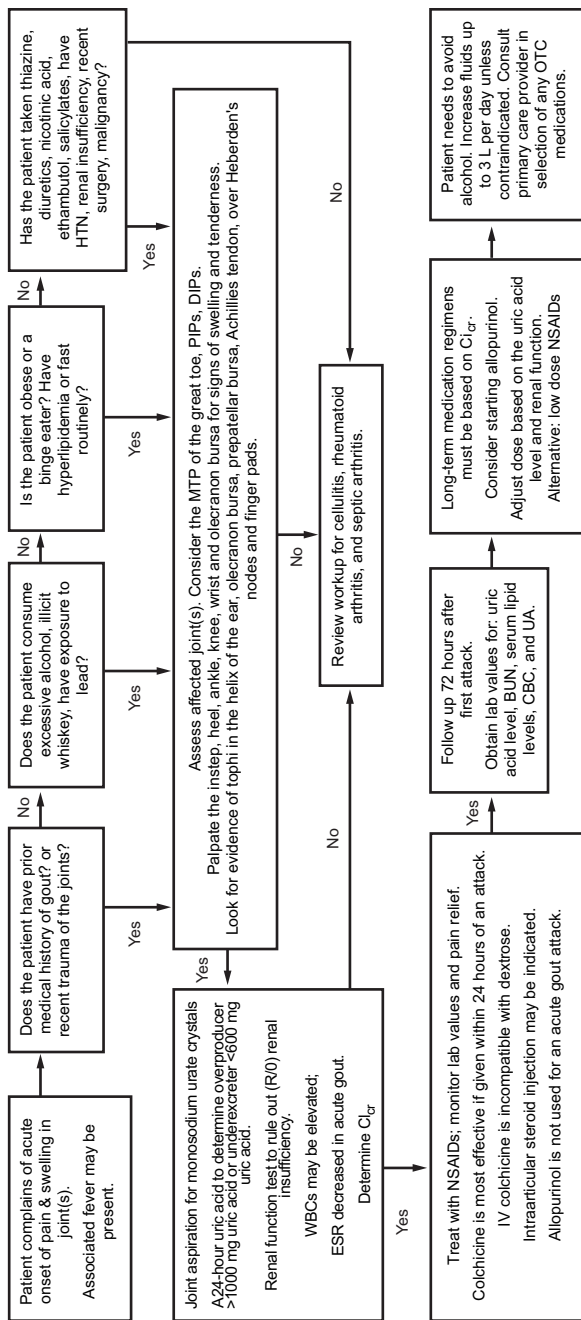 Patient complains of acute
onset of pain & swelling in
joint(s).
Associated fever may be
present.
Does the patient have prior
medical history of gout? or
recent trauma of the joints?
No
Yes
Does the patient consume
excessive alcohol, illicit
whiskey, have exposure to
lead?
No
Yes
Is the patient obese or a
binge eater? Have
hyperlipidemia or fast
routinely?
No
Yes
Has the patient taken thiazine,
diuretics, nicotinic acid,
ethambutol, salicylates, have
HTN, renal insufficiency, recent
surgery, malignancy?
Yes
No
Assess affected joint(s). Consider the MTP of the great toe, PIPs, DIPs.
Palpate the instep, heel, ankle, knee, wrist and olecranon bursa for signs of swelling and tenderness.
Look for evidence of tophi in the helix of the ear, olecranon bursa, prepatellar bursa, Achillies tendon, over Heberden's
nodes and finger pads.
Yes
No
Joint aspiration for monosodium urate crystals
A24-hour uric acid to determine overproducer
>1000 mg uric acid or underexcreter <600 mg
uric acid.
Renal function test to rule out (R/0) renal
insufficiency.
WBCs may be elevated;
ESR decreased in acute gout.
Determine Cl cr
No
Yes
Review workup for cellulitis, rheumatoid
arthritis, and septic arthritis.
Treat with NSAIDs; monitor lab values and pain relief.
Colchicine is most effective if given within 24 hours of an attack.
IV colchicine is incompatible with dextrose.
Intraarticular steroid injection may be indicated.
Allopurinol is not used for an acute gout attack.
Yes
Follow up 72 hours after
first attack.
Obtain lab values for: uric
acid level, BUN, serum lipid
levels, CBC, and UA.
Long-term medication regimens
must be based on Cl cr.
Consider starting allopurinol.
Adjust dose based on the uric acid
level and renal function.
Alternative: low dose NSAIDs
Patient needs to avoid
alcohol. Increase fluids up
to 3 L per day unless
contraindicated. Consult
primary care provider in
selection of any OTC
medications.